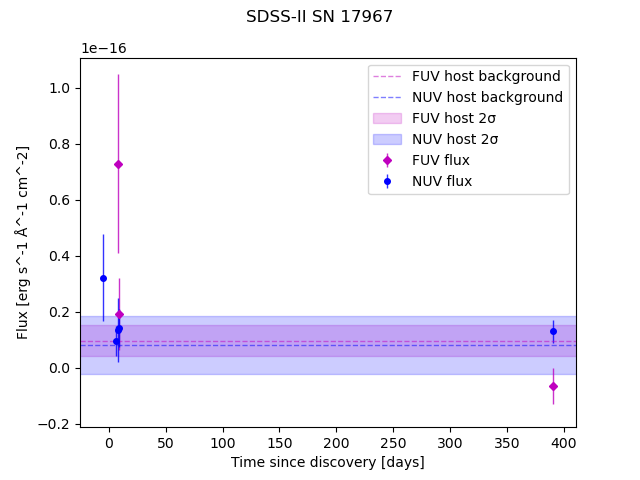 SDSS-II SN 17967
1e−16
FUV host background
NUV host background
FUV host 2σ
NUV host 2σ
FUV flux
NUV flux
Flux [erg s^-1 Å^-1 cm^-2]
1.0
0.8
0.6
0.4
0.2
0.0
−0.2
0 50 100 150 200 250 300 350 400
Time since discovery [days]